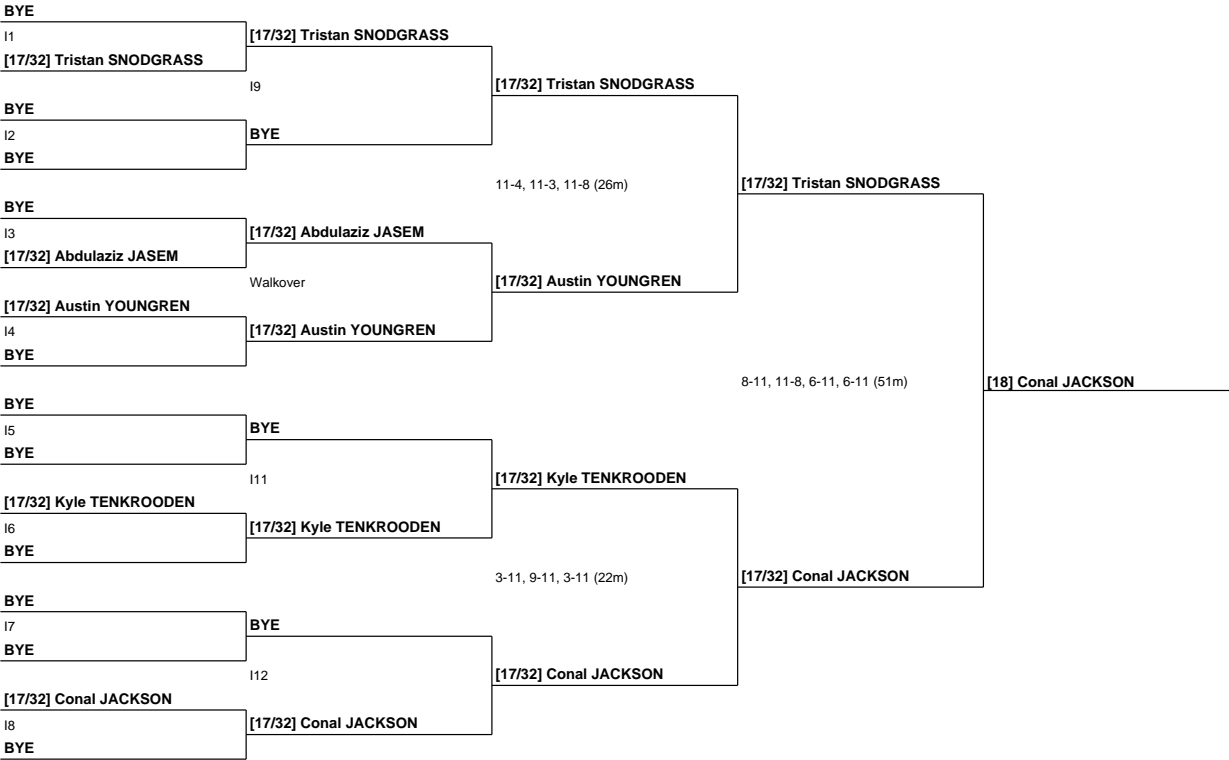 BYE
I1
[17/32] Tristan SNODGRASS
BYE
I2
BYE
BYE
I3
[17/32] Abdulaziz JASEM
[17/32] Austin YOUNGREN
I4
BYE
BYE
I5
BYE
[17/32] Kyle TENKROODEN
I6
BYE
BYE
I7
BYE
[17/32] Conal JACKSON
I8
BYE
[17/32] Tristan SNODGRASS
I9
BYE
[17/32] Abdulaziz JASEM
Walkover
[17/32] Austin YOUNGREN
BYE
I11
[17/32] Kyle TENKROODEN
BYE
I12
[17/32] Conal JACKSON
[17/32] Tristan SNODGRASS
11-4, 11-3, 11-8 (26m)
[17/32] Austin YOUNGREN
[17/32] Kyle TENKROODEN
3-11, 9-11, 3-11 (22m)
[17/32] Conal JACKSON
[17/32] Tristan SNODGRASS
8-11, 11-8, 6-11, 6-11 (51m)
[17/32] Conal JACKSON
[18] Conal JACKSON